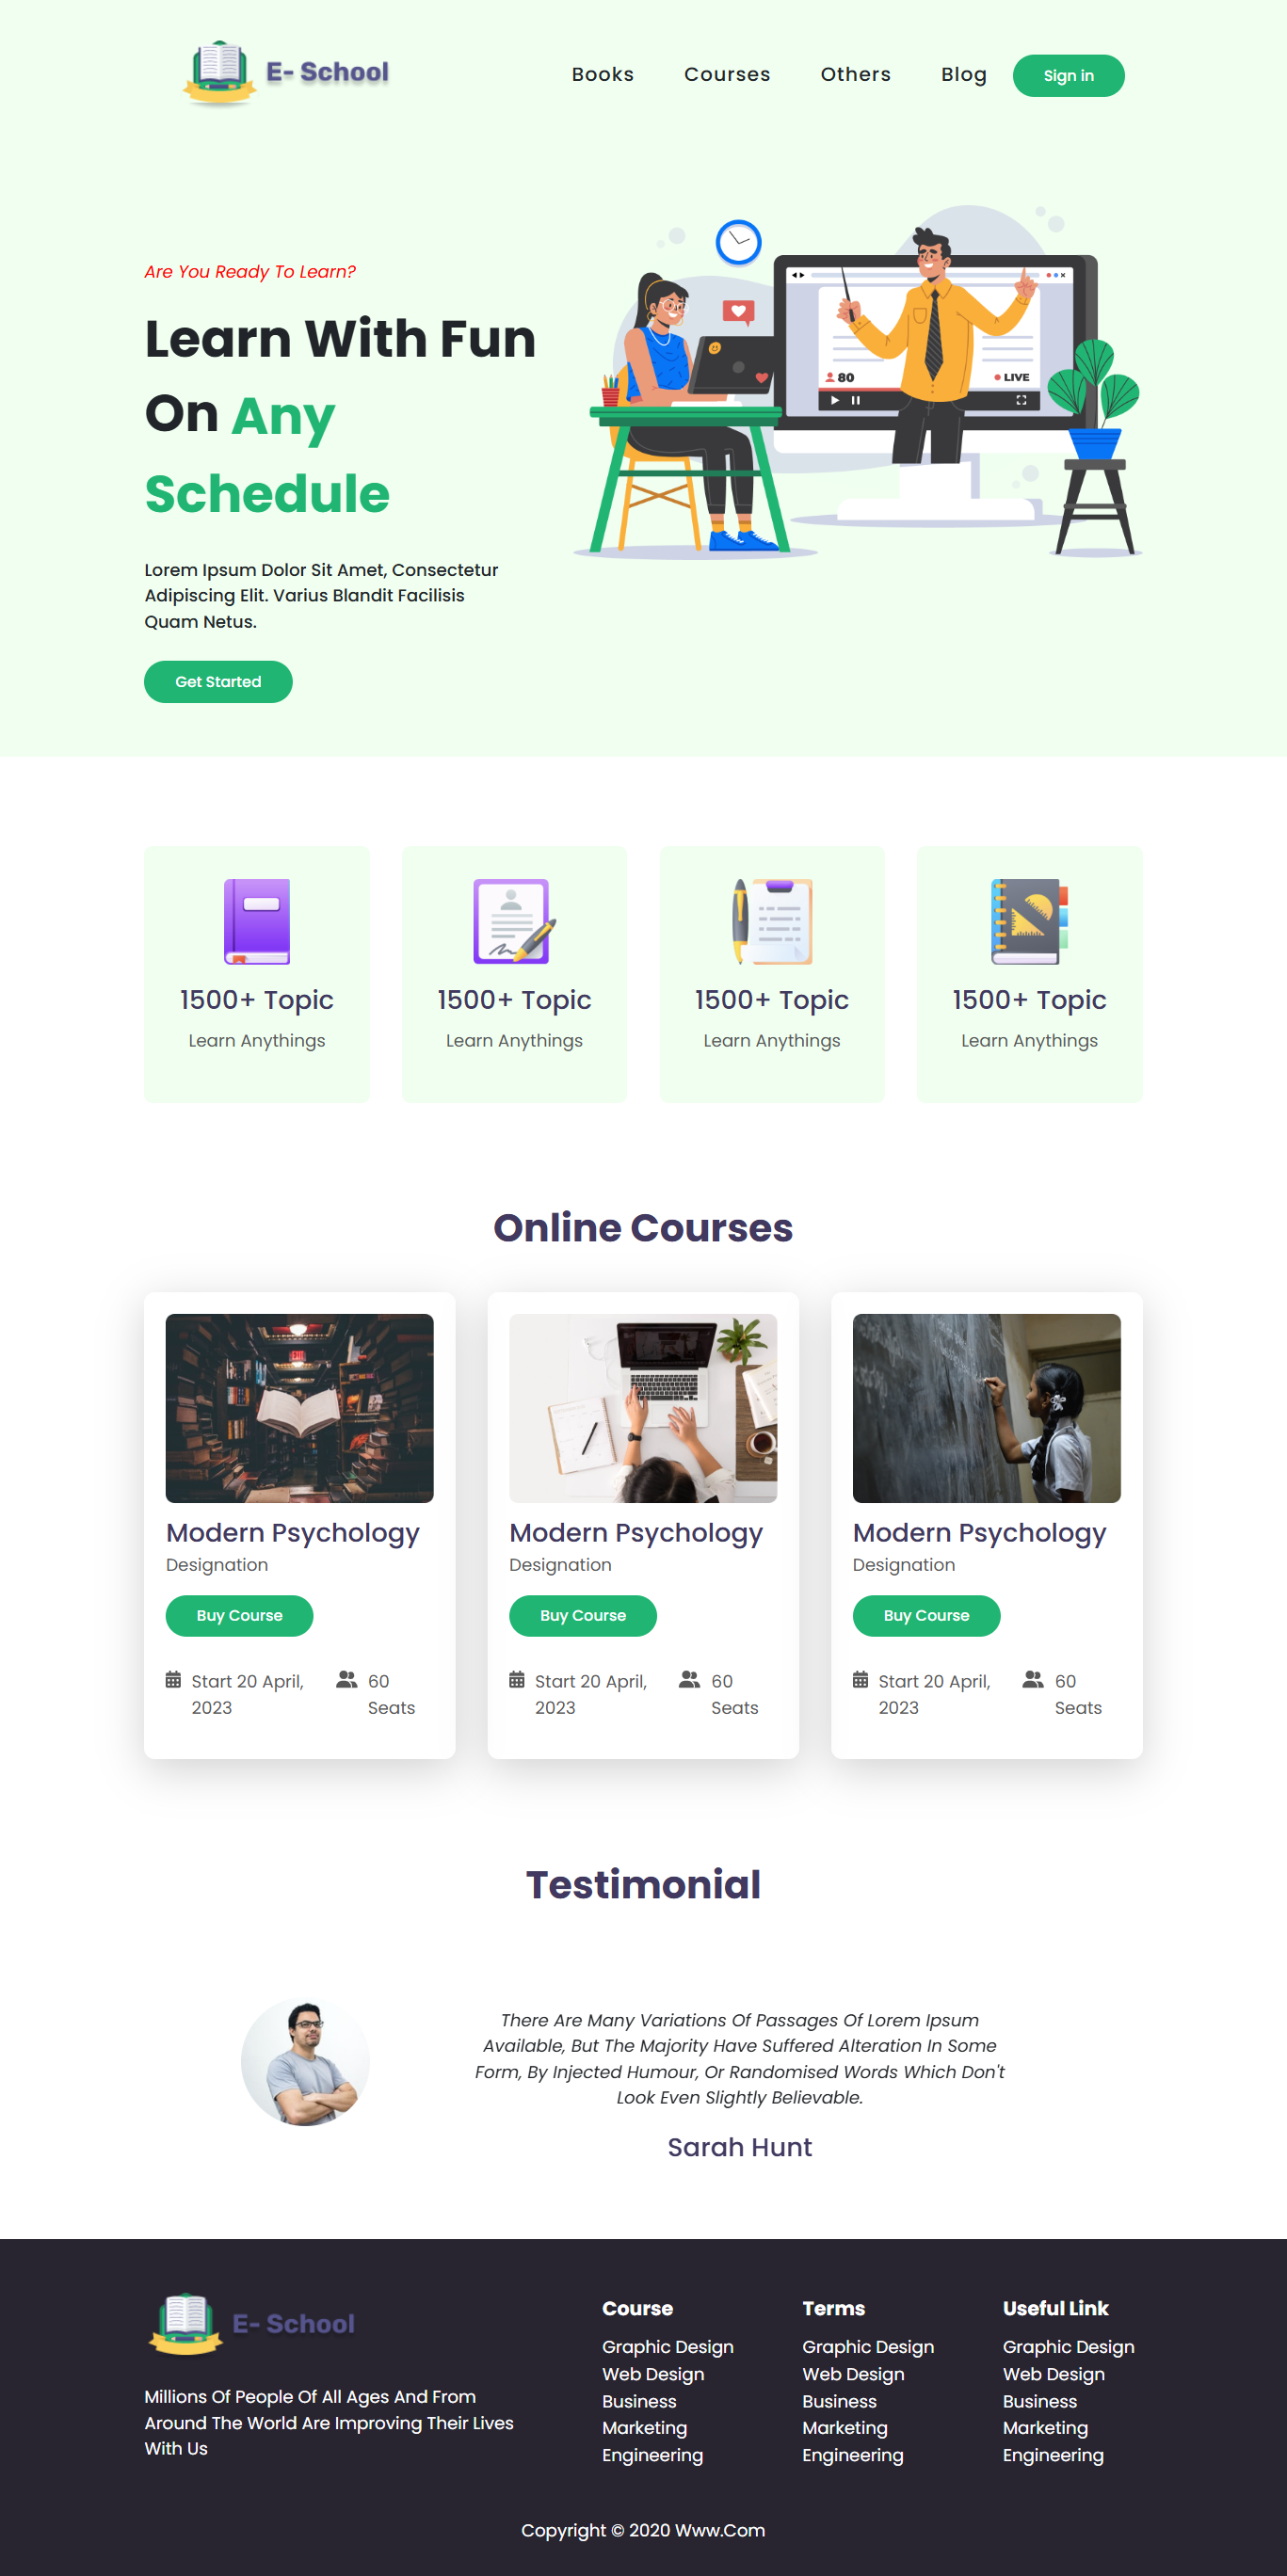 E- School
Books
Courses
Others
Blog
Sign in
Are You Ready To Learn?
Learn With Fun
On Any
Schedule
80
LIVE
Lorem Ipsum Dolor Sit Amet, Consectetur
Adipiscing Elit. Varius Blandit Facilisis
Quam Netus.
Get Started
1500+ Topic
Learn Anythings
1500+ Topic
Learn Anythings
1500+ Topic
Learn Anythings
1500+ Topic
Learn Anythings
Online Courses
Modern Psychology
Designation
Buy Course
Start 20 April,
2023
60
Seats
Modern Psychology
Designation
Buy Course
Start 20 April,
2023
60
Seats
Modern Psychology
Designation
Buy Course
Start 20 April,
2023
60
Seats
Testimonial
There Are Many Variations Of Passages Of Lorem Ipsum
Available, But The Majority Have Suffered Alteration In Some
Form, By Injected Humour, Or Randomised Words Which Don't
Look Even Slightly Believable.
Sarah Hunt
E- School
Millions Of People Of All Ages And From
Around The World Are Improving Their Lives
With Us
Course
Graphic Design
Web Design
Business
Marketing
Engineering
Terms
Graphic Design
Web Design
Business
Marketing
Engineering
Useful Link
Graphic Design
Web Design
Business
Marketing
Engineering
Copyright © 2020 Www.Com